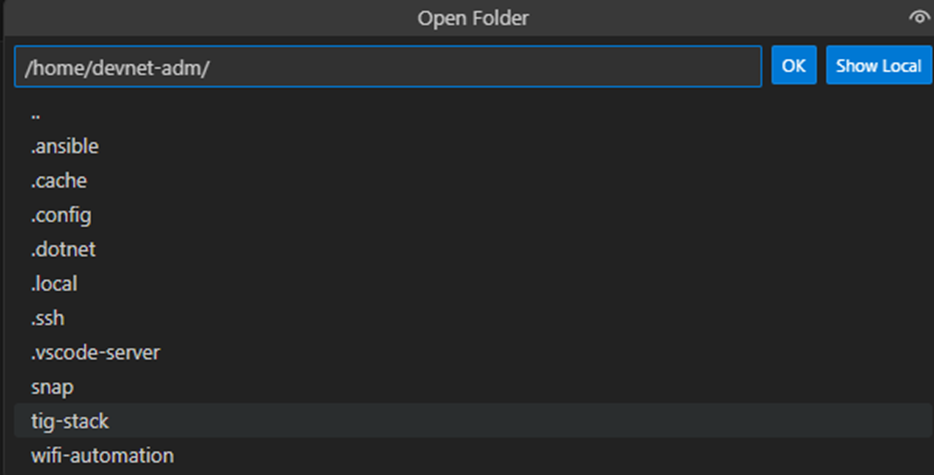 Open Folder
/home/devnet-adm/
OK
Show Local
..
.ansible
.cache
.config
.dotnet
.local
.ssh
.vscode-server
snap
tig-stack
wifi-automation